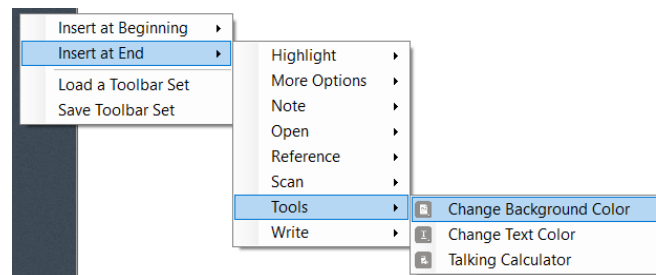 Insert at Beginning
Insert at End
Load a Toolbar Set
Save Toolbar Set
Highlight
More Options
Note
Open
Reference
Scan
Tools
Write
Change Background Color
Change Text Color
Talking Calculator